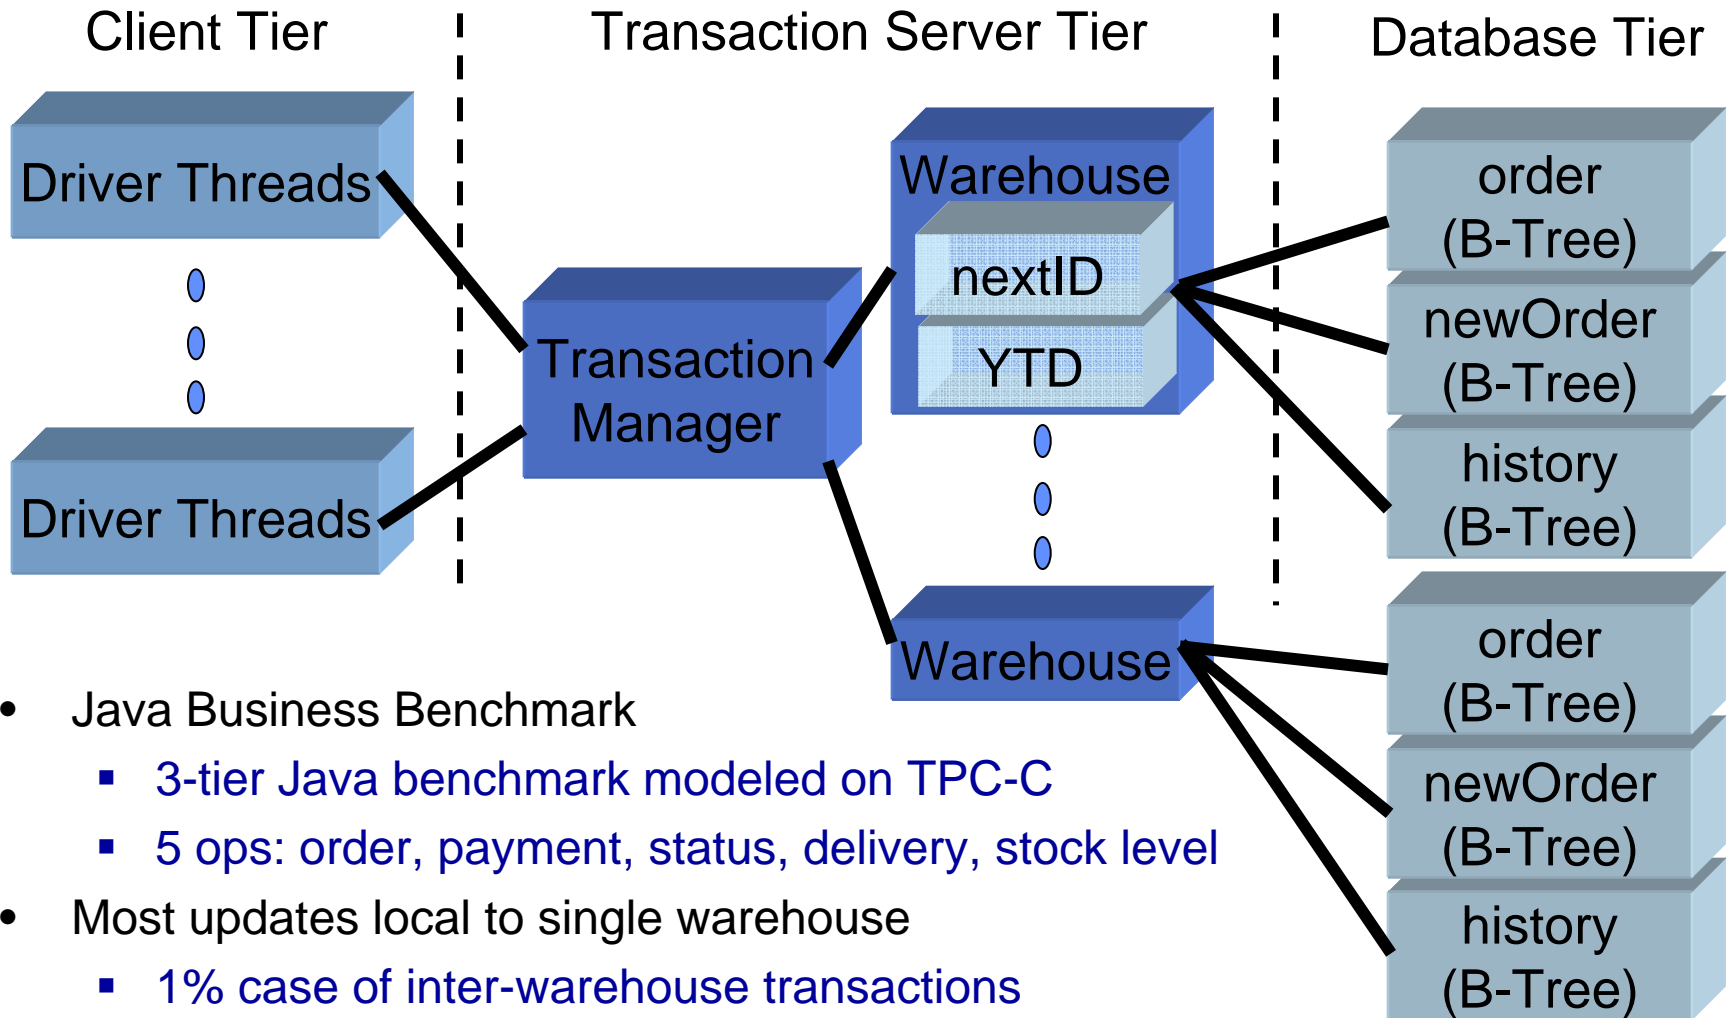 Client Tier
Transaction Server Tier
Database Tier
Driver Threads
Driver Threads
Transaction
Manager
Warehouse
nextID
YTD
Warehouse
order
(B-Tree)
newOrder
(B-Tree)
history
(B-Tree)
order
(B-Tree)
newOrder
(B-Tree)
history
(B-Tree)
• Java Business Benchmark
▪ 3-tier Java benchmark modeled on TPC-C
▪ 5 ops: order, payment, status, delivery, stock level
• Most updates local to single warehouse
▪ 1% case of inter-warehouse transactions